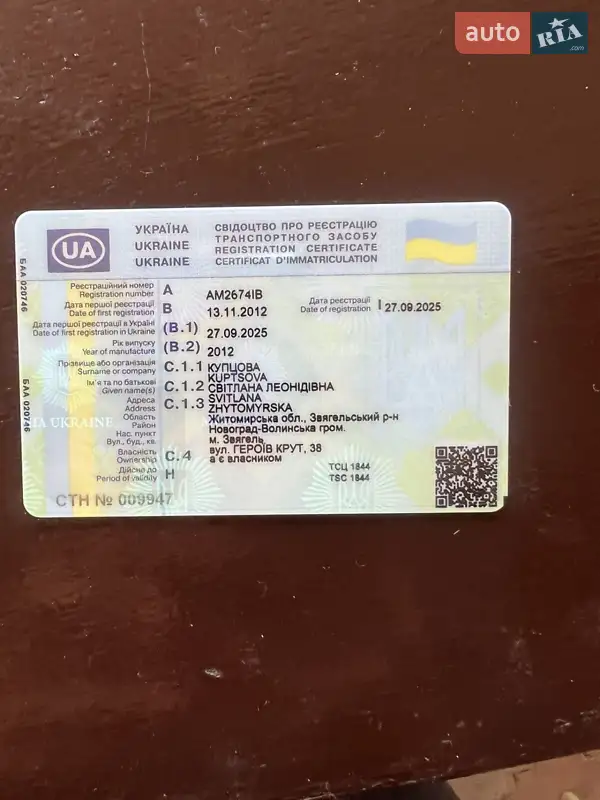 auto RIA.com
УКРАЇНА
UKRAINE
UKRAINE
UA
СВІДОЦТВО ПРО РЕЄСТРАЦІЮ
ТРАНСПОРТНОГО ЗАСОБУ
REGISTRATION CERTIFICATE
CERTIFICAT D'IMMATRICULATION
БАА 020746
Реєстраційний номер
Registration number
A AM2674IB
Дата першої реєстрації
Date of first registration
B 13.11.2012
Дата реєстрації
Date of registration
I 27.09.2025
Дата першої реєстрації в Україні
Date of first registration in Ukraine
(B.1) 27.09.2025
Рік випуску
Year of manufacture
(B.2) 2012
Прізвище або організація
Surname or company
C.1.1 КУПЦОВА
KUPTSOVA
Ім'я та по батькові
Given name(s)
C.1.2 СВІТЛАНА ЛЕОНІДІВНА
SVITLANA
Адреса
Address
C.1.3 ZHYTOMYRSKA
Область
Район
Нас. пункт
Вул., буд., кв.
Житомирська обл., Звягельський р-н
Новоград-Волинська гром.
м. Звягель,
вул. ГЕРОЇВ КРУТ, 38
Власність
Ownership
C.4 а є власником
Дійсне до
Period of validity
H
ТСЦ 1844
TSC 1844
БАА 020746
UKRAINE
СТН № 009947